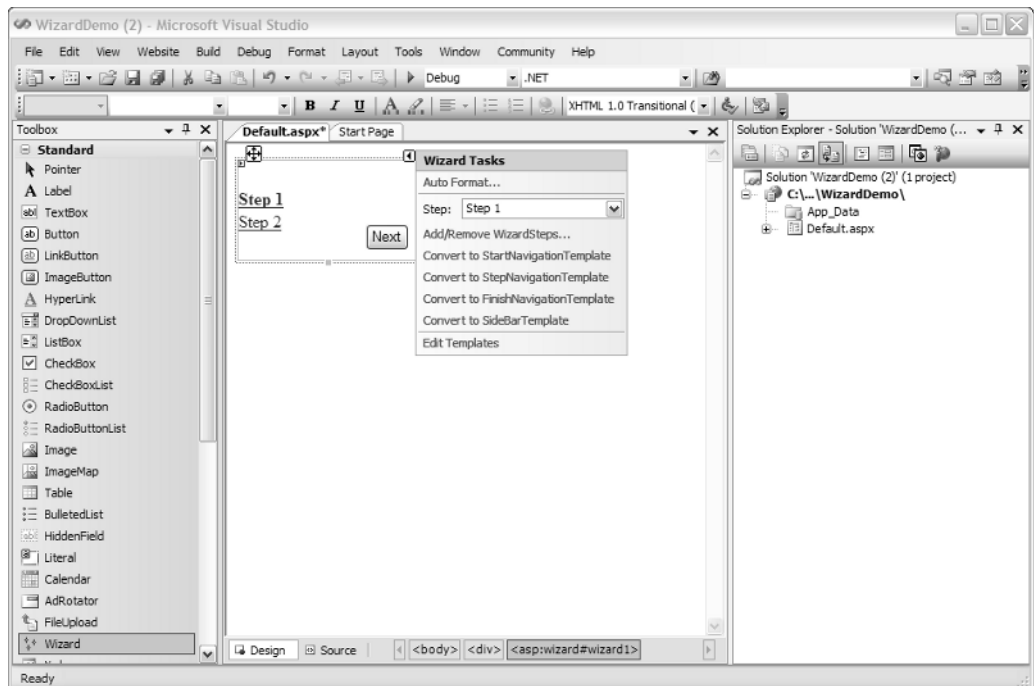 WizardDemo (2) - Microsoft Visual Studio
File Edit View Website Build Debug Format Layout Tools Window Community Help
Debug .NET
B I U A XHTML 1.0 Transitional (
Toolbox
Standard
Pointer
A Label
abl TextBox
ab Button
ab LinkButton
ImageButton
A HyperLink
DropDownList
ListBox
CheckBox
CheckBoxList
RadioButton
RadioButtonList
Image
ImageMap
Table
BulletedList
abl HiddenField
Literal
Calendar
AdRotator
FileUpload
Wizard
Default.aspx* Start Page
Step 1
Step 2
Next
Wizard Tasks
Auto Format...
Step: Step 1
Add/Remove WizardSteps...
Convert to StartNavigationTemplate
Convert to StepNavigationTemplate
Convert to FinishNavigationTemplate
Convert to SideBarTemplate
Edit Templates
Design Source <body> <div> <asp:wizard#wizard1>
Solution Explorer - Solution 'WizardDemo (...
Solution 'WizardDemo (2)' (1 project)
C:\...\WizardDemo\
App_Data
Default.aspx
Ready